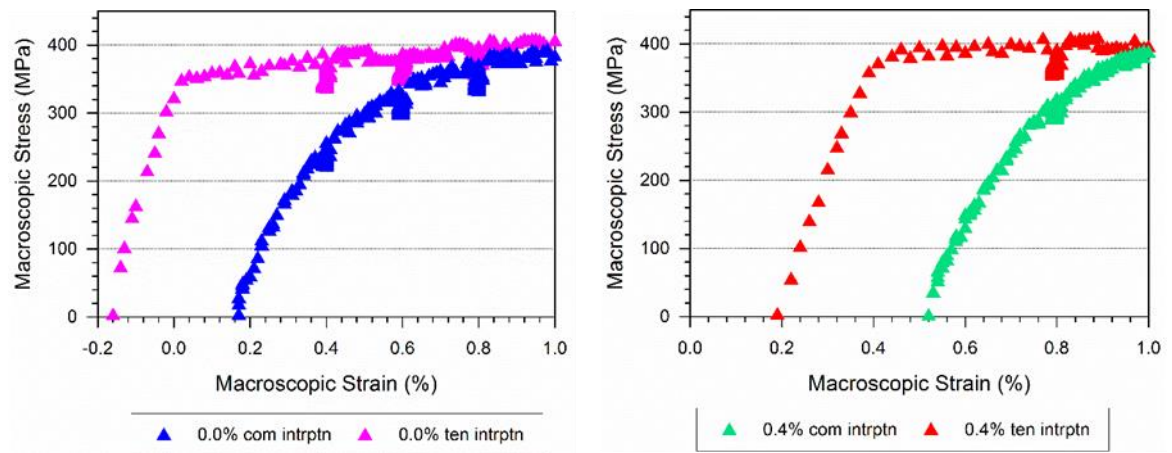 Macroscopic Stress (MPa)
400
300
200
100
0
-0.2 0.0 0.2 0.4 0.6 0.8 1.0
Macroscopic Strain (%)
0.0% com intrptn 0.0% ten intrptn
Macroscopic Stress (MPa)
400
300
200
100
0
0.0 0.2 0.4 0.6 0.8 1.0
Macroscopic Strain (%)
0.4% com intrptn 0.4% ten intrptn